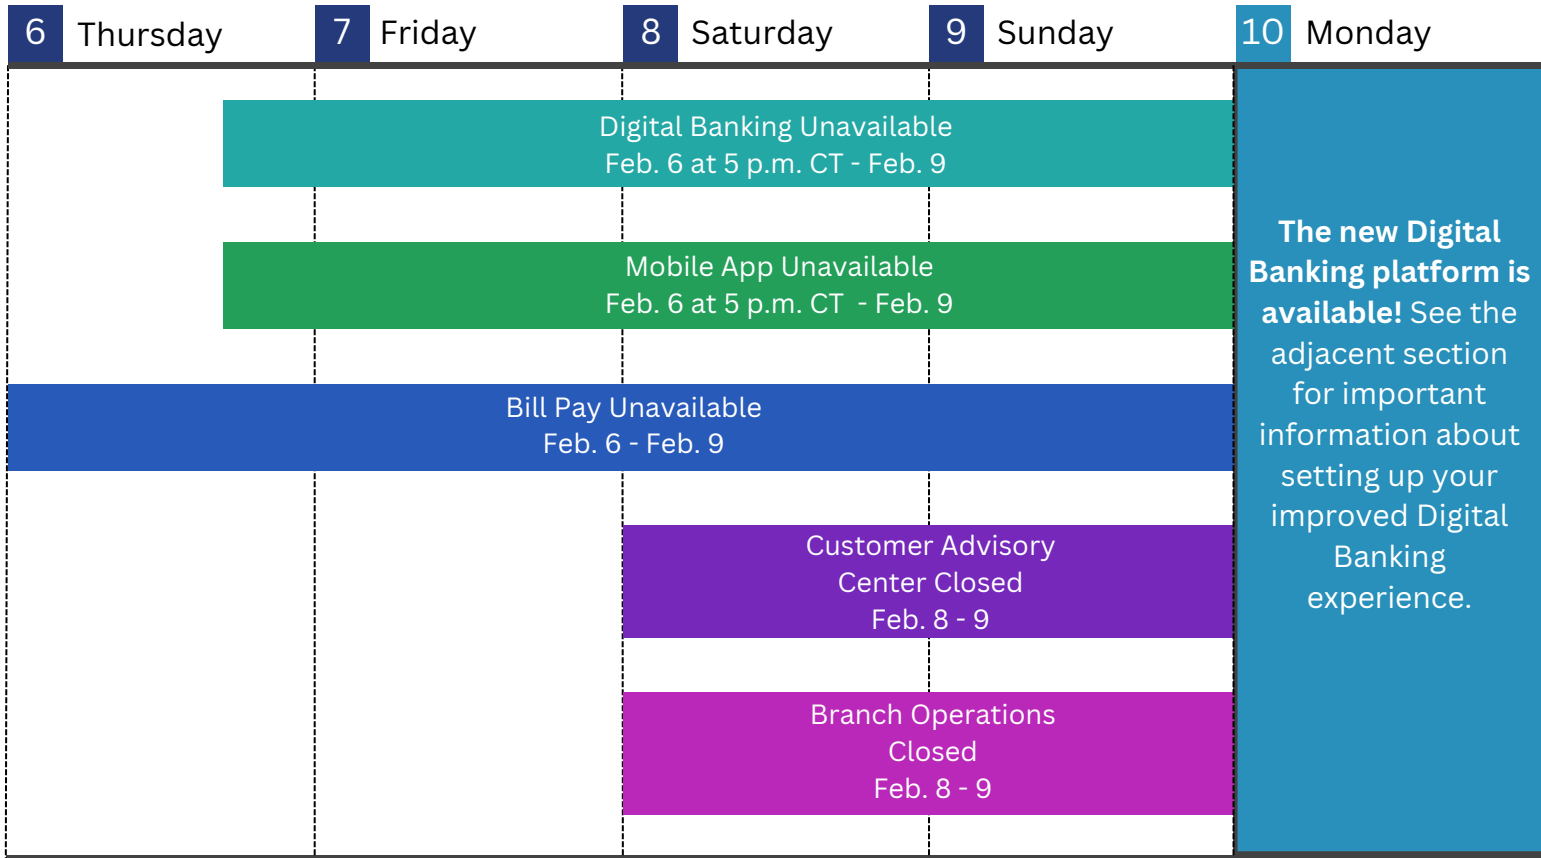 6 Thursday 7 Friday 8 Saturday 9 Sunday 10 Monday
Digital Banking Unavailable
Feb. 6 at 5 p.m. CT - Feb. 9
Mobile App Unavailable
Feb. 6 at 5 p.m. CT  - Feb. 9
Bill Pay Unavailable
Feb. 6 - Feb. 9
Customer Advisory
Center Closed
Feb. 8 - 9
Branch Operations
Closed
Feb. 8 - 9
The new Digital
Banking platform is
available! See the
adjacent section
for important
information about
setting up your
improved Digital
Banking
experience.